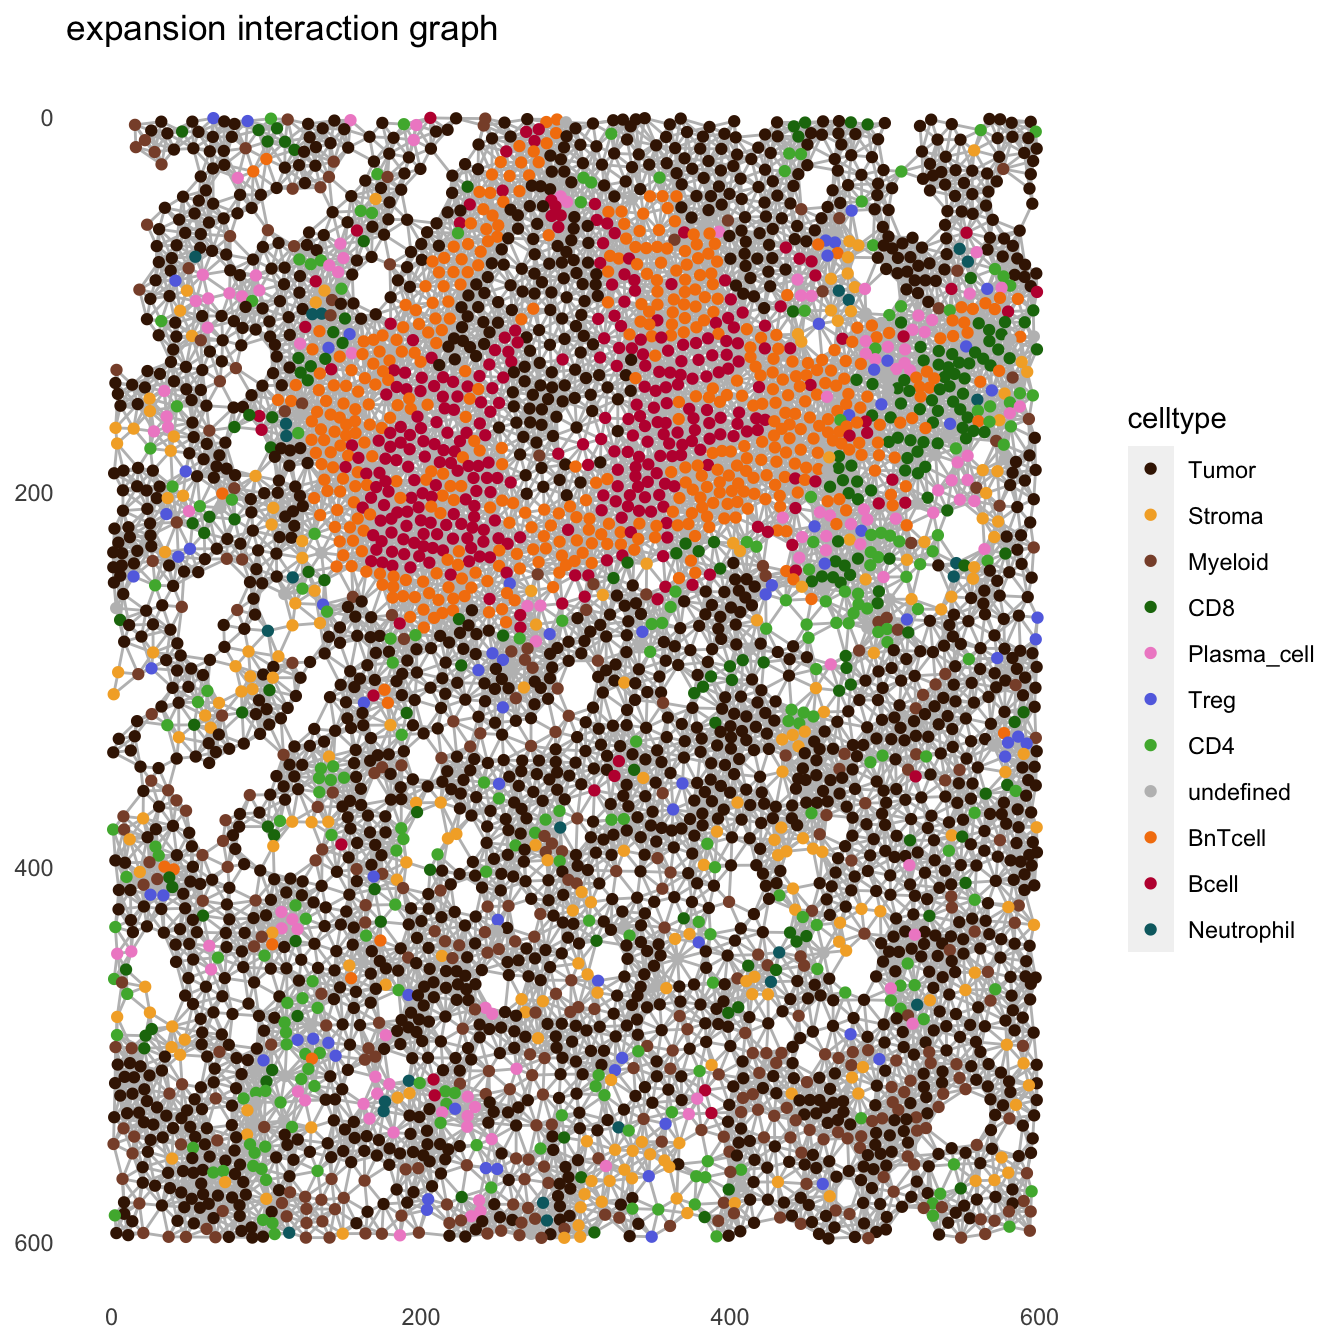 expansion interaction graph
0
200
400
600
0
200
400
600
celltype
Tumor
Stroma
Myeloid
CD8
Plasma_cell
Treg
CD4
undefined
BnTcell
Bcell
Neutrophil